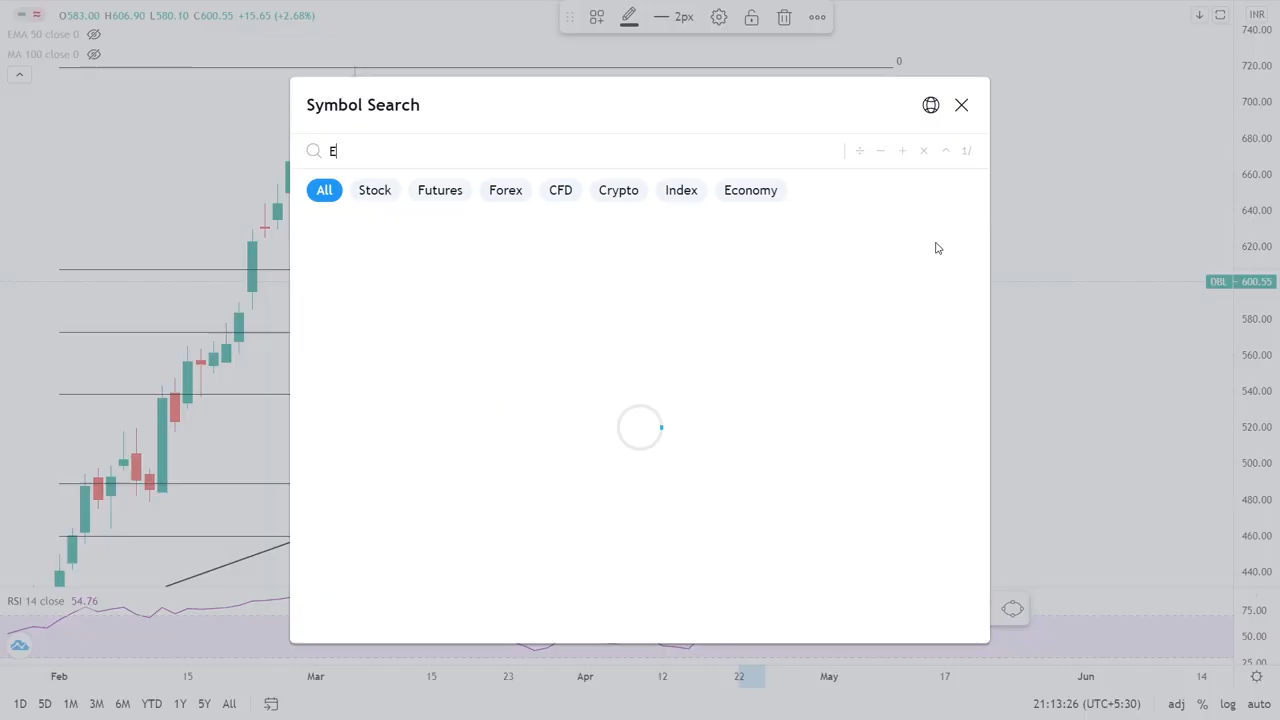 O583.00 H606.90 L580.10 C600.55 +15.65 (+2.68%)
EMA 50 close 0
MA 100 close 0
2px
INR
0
Symbol Search
E
÷ − + × ^ 1/
All Stock Futures Forex CFD Crypto Index Economy
740.00
720.00
700.00
680.00
660.00
640.00
620.00
DBL 600.55
580.00
560.00
540.00
520.00
500.00
480.00
460.00
440.00
RSI 14 close 54.76
75.00
50.00
25.00
Feb 15 Mar 15 23 Apr 12 22 May 17 Jun 14
1D 5D 1M 3M 6M YTD 1Y 5Y All
21:13:26 (UTC+5:30) adj % log auto